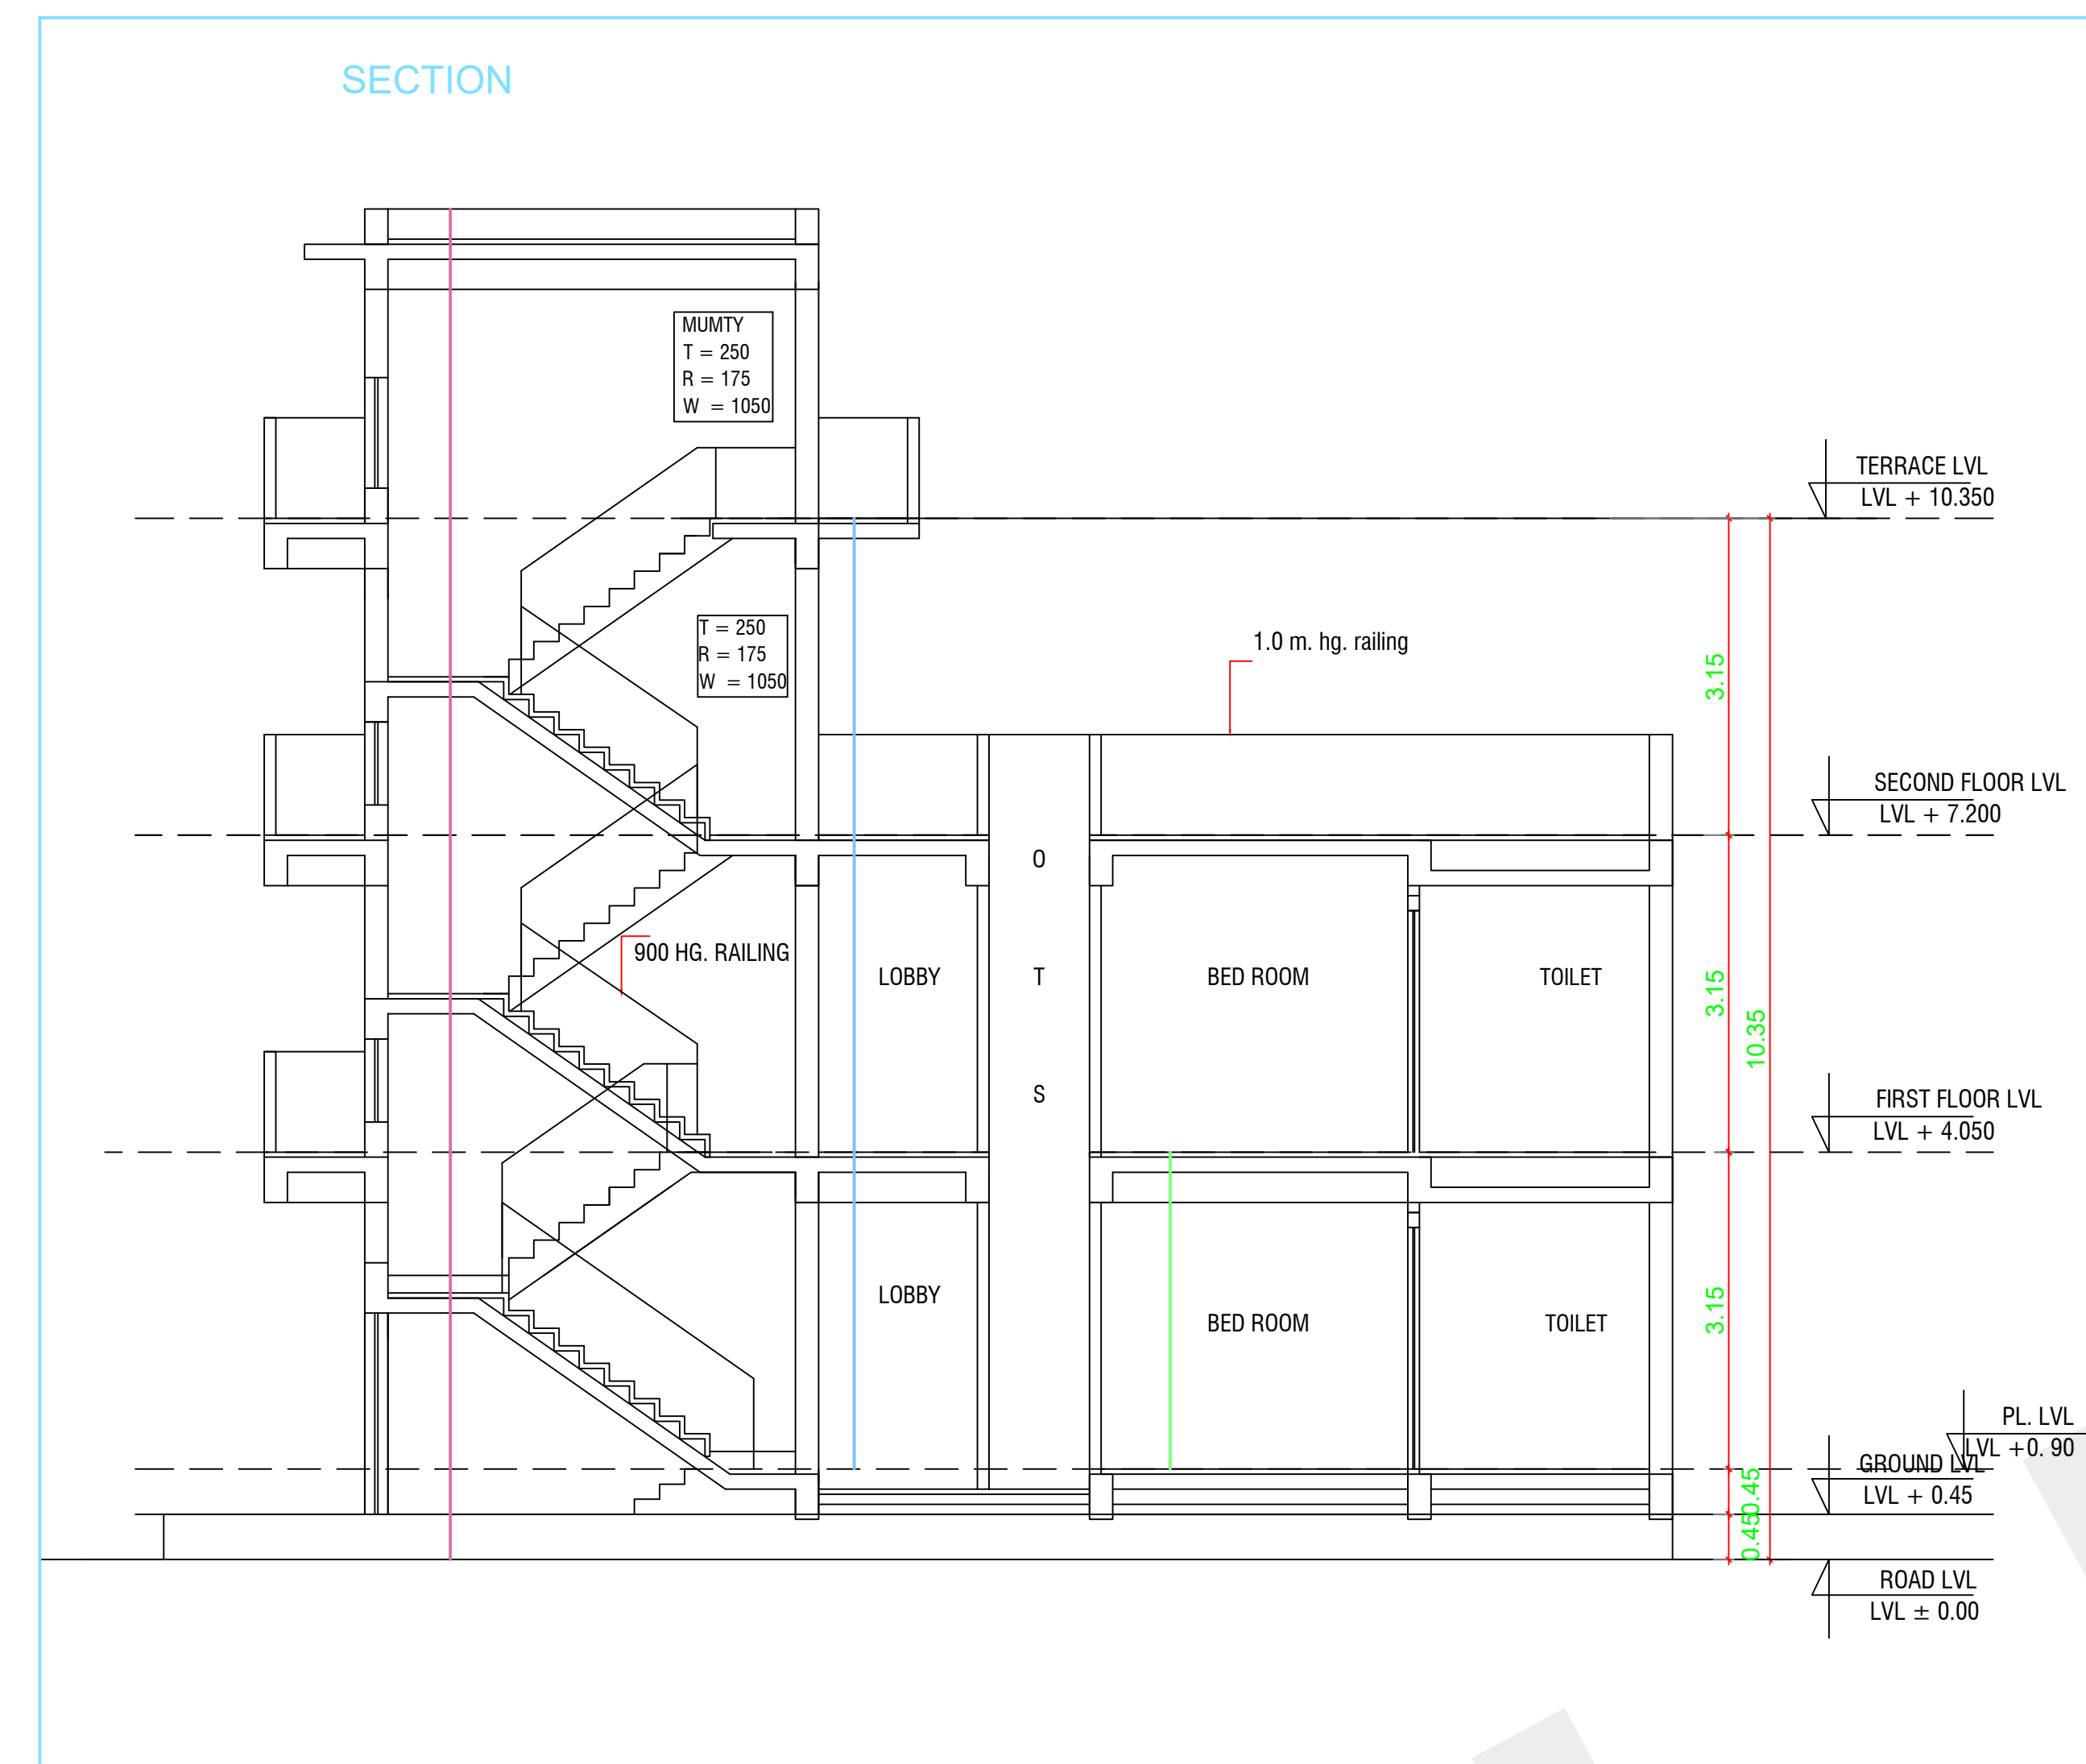 SECTION
MUMTY
T = 250
R = 175
W = 1050
TERRACE LVL
LVL + 10.350
T = 250
R = 175
W = 1050
1.0 m. hg. railing
3.15
SECOND FLOOR LVL
LVL + 7.200
O
T
S
900 HG. RAILING
LOBBY
BED ROOM
TOILET
3.15
10.35
FIRST FLOOR LVL
LVL + 4.050
LOBBY
BED ROOM
TOILET
3.15
PL. LVL
LVL +0. 90
GROUND LVL
LVL + 0.45
0.45
0.45
ROAD LVL
LVL ± 0.00